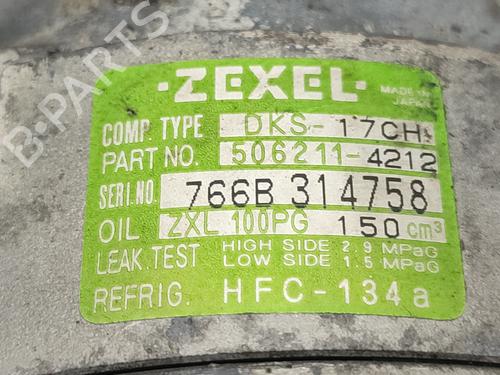 ·ZEXEL·
MADE IN
JAPAN
COMP. TYPE DKS-17CH
PART NO. 506211-4212
SERI.NO. 766B 314758
OIL ZXL 100PG 150 cm³
LEAK.TEST HIGH SIDE 2.9 MPaG
LOW SIDE 1.5 MPaG
REFRIG. HFC-134a
B-Parts